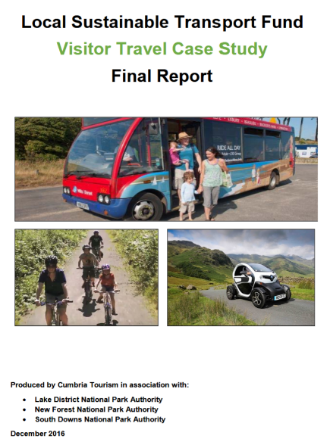 Local Sustainable Transport Fund
Visitor Travel Case Study
Final Report
Produced by Cumbria Tourism in association with:
• Lake District National Park Authority
• New Forest National Park Authority
• South Downs National Park Authority
December 2016